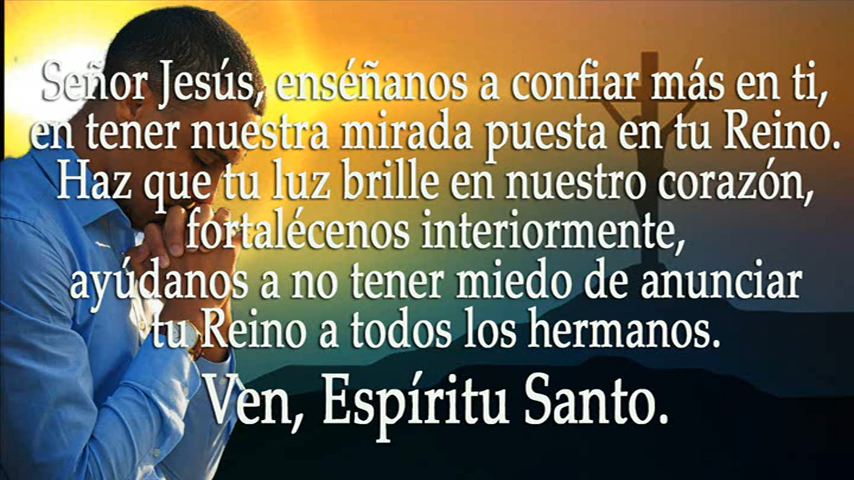 Señor Jesús, enséñanos a confiar más en ti,
en tener nuestra mirada puesta en tu Reino.
Haz que tu luz brille en nuestro corazón,
fortalécenos interiormente,
ayúdanos a no tener miedo de anunciar
tu Reino a todos los hermanos.
Ven, Espíritu Santo.